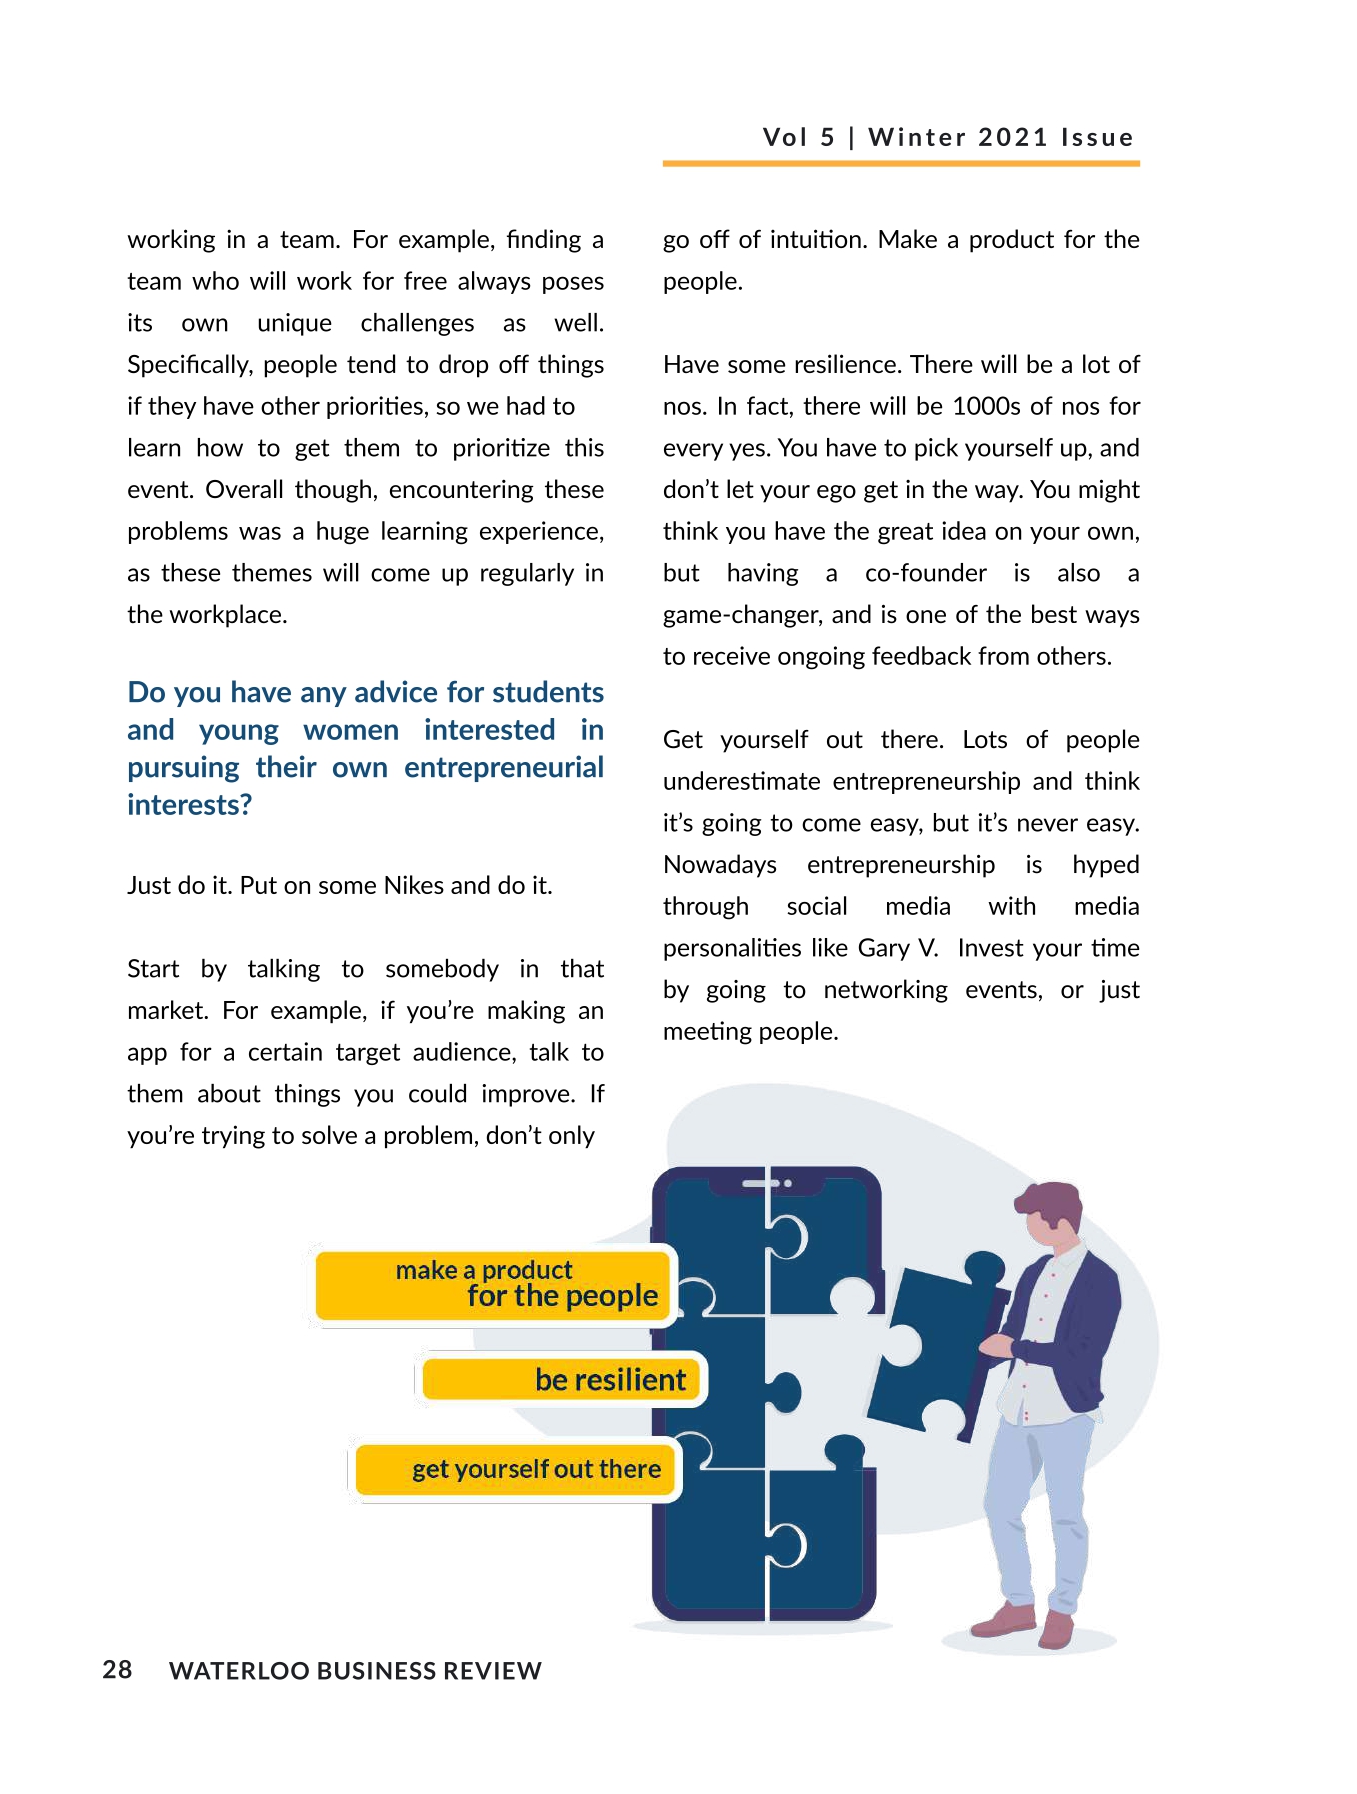 Vol 5 | Winter 2021 Issue
working in a team. For example, finding a
team who will work for free always poses
its own unique challenges as well.
Specifically, people tend to drop off things
if they have other priorities, so we had to
learn how to get them to prioritize this
event. Overall though, encountering these
problems was a huge learning experience,
as these themes will come up regularly in
the workplace.
Do you have any advice for students
and young women interested in
pursuing their own entrepreneurial
interests?
Just do it. Put on some Nikes and do it.
Start by talking to somebody in that
market. For example, if you’re making an
app for a certain target audience, talk to
them about things you could improve. If
you’re trying to solve a problem, don’t only
go off of intuition. Make a product for the
people.
Have some resilience. There will be a lot of
nos. In fact, there will be 1000s of nos for
every yes. You have to pick yourself up, and
don’t let your ego get in the way. You might
think you have the great idea on your own,
but having a co-founder is also a
game-changer, and is one of the best ways
to receive ongoing feedback from others.
Get yourself out there. Lots of people
underestimate entrepreneurship and think
it’s going to come easy, but it’s never easy.
Nowadays entrepreneurship is hyped
through social media with media
personalities like Gary V. Invest your time
by going to networking events, or just
meeting people.
make a product
for the people
be resilient
get yourself out there
28 WATERLOO BUSINESS REVIEW